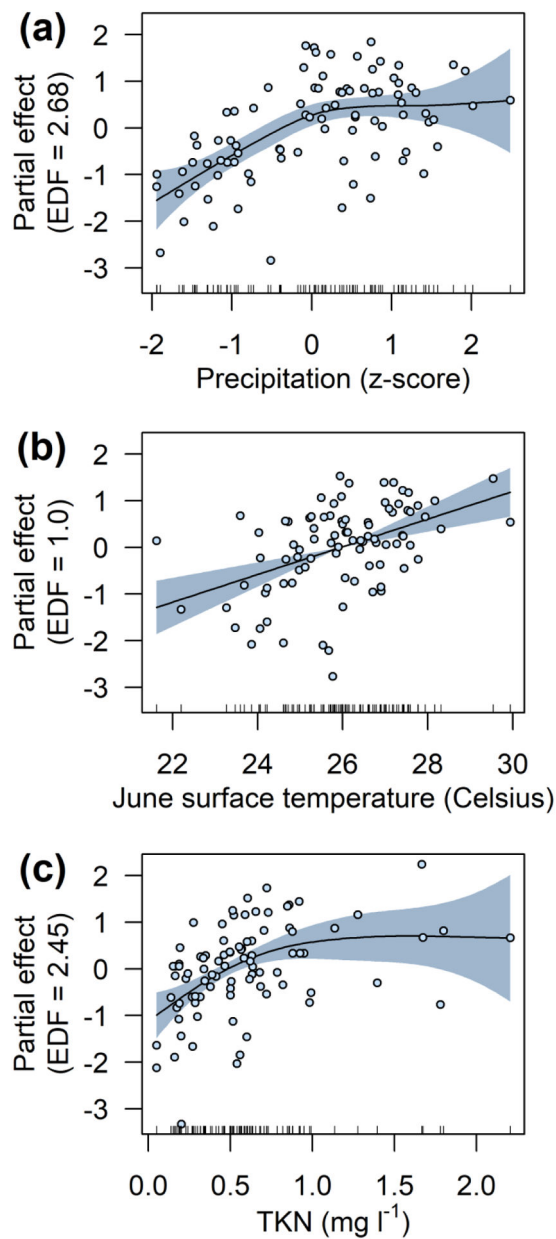 (a)
Partial effect
(EDF = 2.68)
2
1
0
-1
-2
-3
-2 -1 0 1 2
Precipitation (z-score)
(b)
Partial effect
(EDF = 1.0)
2
1
0
-1
-2
-3
22 24 26 28 30
June surface temperature (Celsius)
(c)
Partial effect
(EDF = 2.45)
2
1
0
-1
-2
-3
0.0 0.5 1.0 1.5 2.0
TKN (mg l⁻¹)